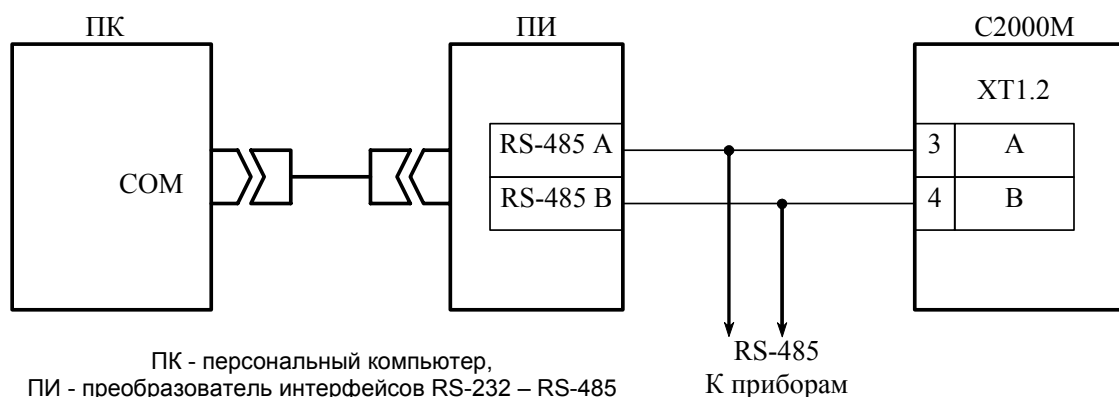 ПК
ПИ
С2000М
ХТ1.2
СОМ
RS-485 A
3
A
RS-485 B
4
B
RS-485
К приборам
ПК - персональный компьютер,
ПИ - преобразователь интерфейсов RS-232 – RS-485